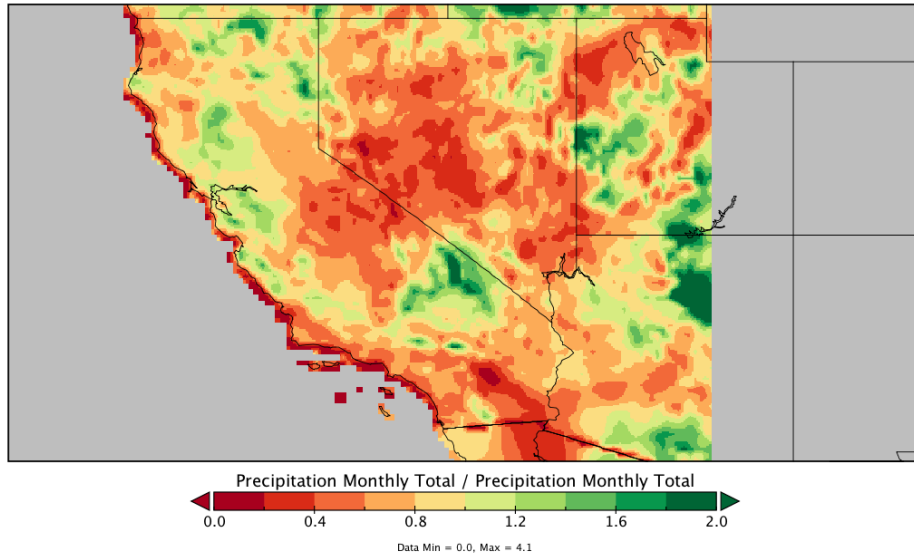 Precipitation Monthly Total / Precipitation Monthly Total
0.0 0.4 0.8 1.2 1.6 2.0
Data Min = 0.0, Max = 4.1